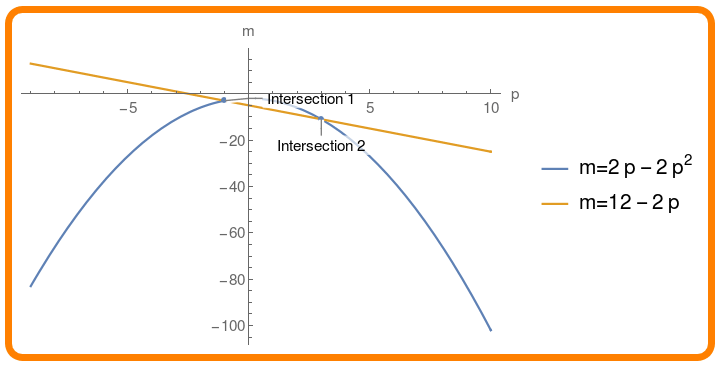 m
Intersection 1
p
−5
5
10
−20
Intersection 2
m=2 p − 2 p²
−40
m=12 − 2 p
−60
−80
−100